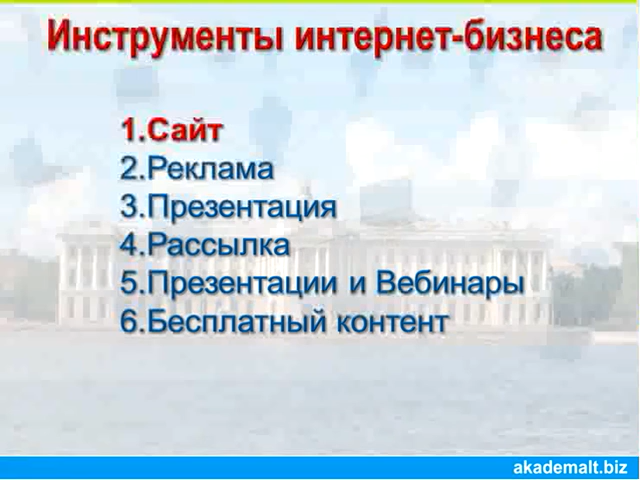 Инструменты интернет-бизнеса
1.Сайт
2.Реклама
3.Презентация
4.Рассылка
5.Презентации и Вебинары
6.Бесплатный контент
akademalt.biz